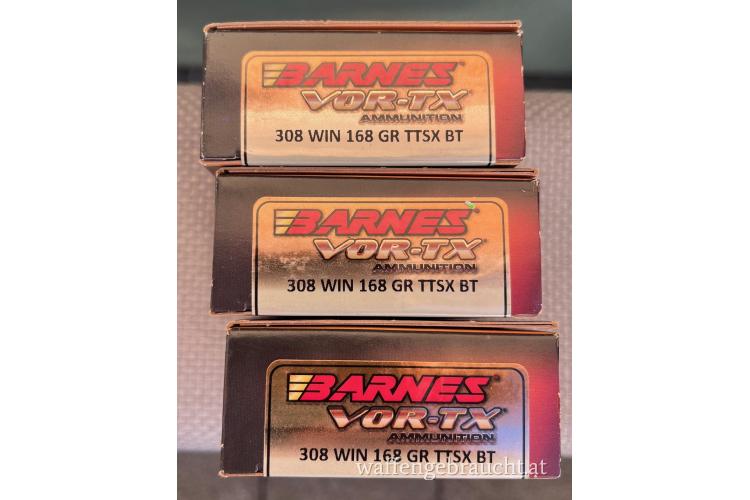 BARNES
VOR-TX
AMMUNITION
308 WIN 168 GR TTSX BT
BARNES
VOR-TX
AMMUNITION
308 WIN 168 GR TTSX BT
BARNES
VOR-TX
AMMUNITION
308 WIN 168 GR TTSX BT
waffengebraucht.at